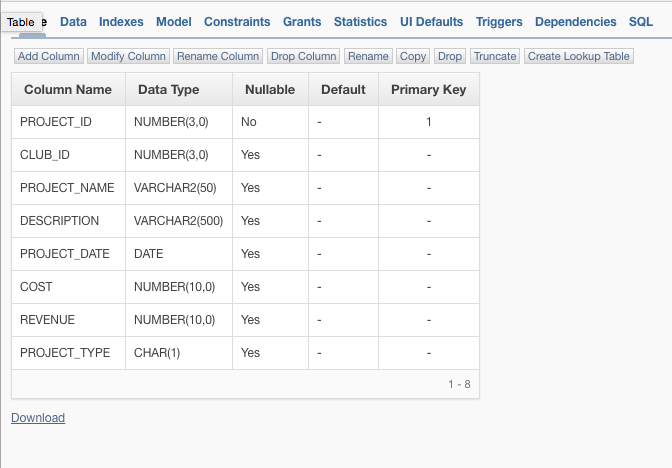 Table e Data Indexes Model Constraints Grants Statistics UI Defaults Triggers Dependencies SQL
Add Column Modify Column Rename Column Drop Column Rename Copy Drop Truncate Create Lookup Table
Column Name Data Type Nullable Default Primary Key
PROJECT_ID NUMBER(3,0) No - 1
CLUB_ID NUMBER(3,0) Yes - -
PROJECT_NAME VARCHAR2(50) Yes - -
DESCRIPTION VARCHAR2(500) Yes - -
PROJECT_DATE DATE Yes - -
COST NUMBER(10,0) Yes - -
REVENUE NUMBER(10,0) Yes - -
PROJECT_TYPE CHAR(1) Yes - -
1 - 8
Download